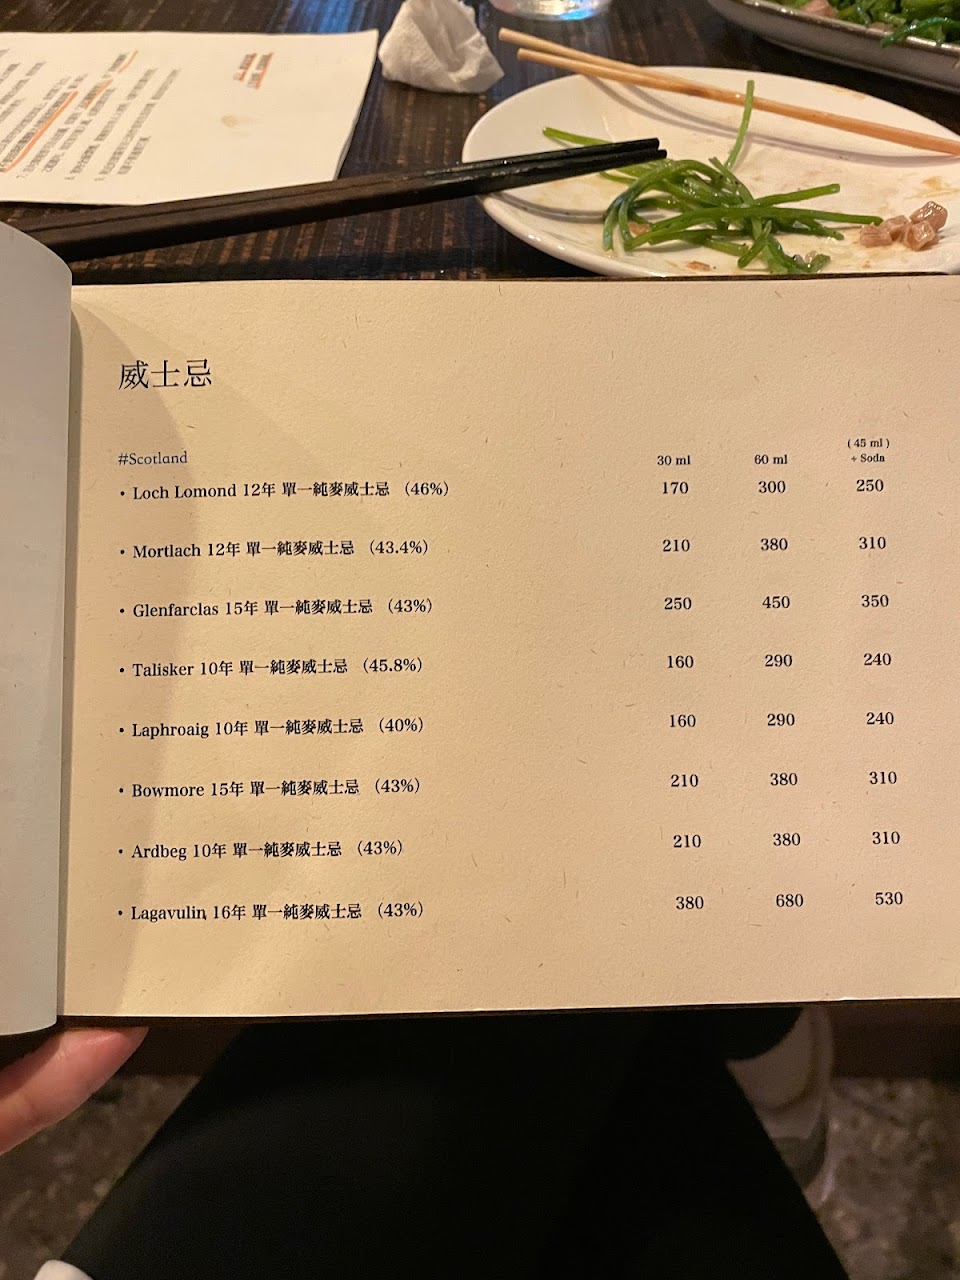 威士忌
#Scotland
30 ml 60 ml (45 ml) + Soda
• Loch Lomond 12年 單一純麥威士忌 (46%) 170 300 250
• Mortlach 12年 單一純麥威士忌 (43.4%) 210 380 310
• Glenfarclas 15年 單一純麥威士忌 (43%) 250 450 350
• Talisker 10年 單一純麥威士忌 (45.8%) 160 290 240
• Laphroaig 10年 單一純麥威士忌 (40%) 160 290 240
• Bowmore 15年 單一純麥威士忌 (43%) 210 380 310
• Ardbeg 10年 單一純麥威士忌 (43%) 210 380 310
• Lagavulin 16年 單一純麥威士忌 (43%) 380 680 530